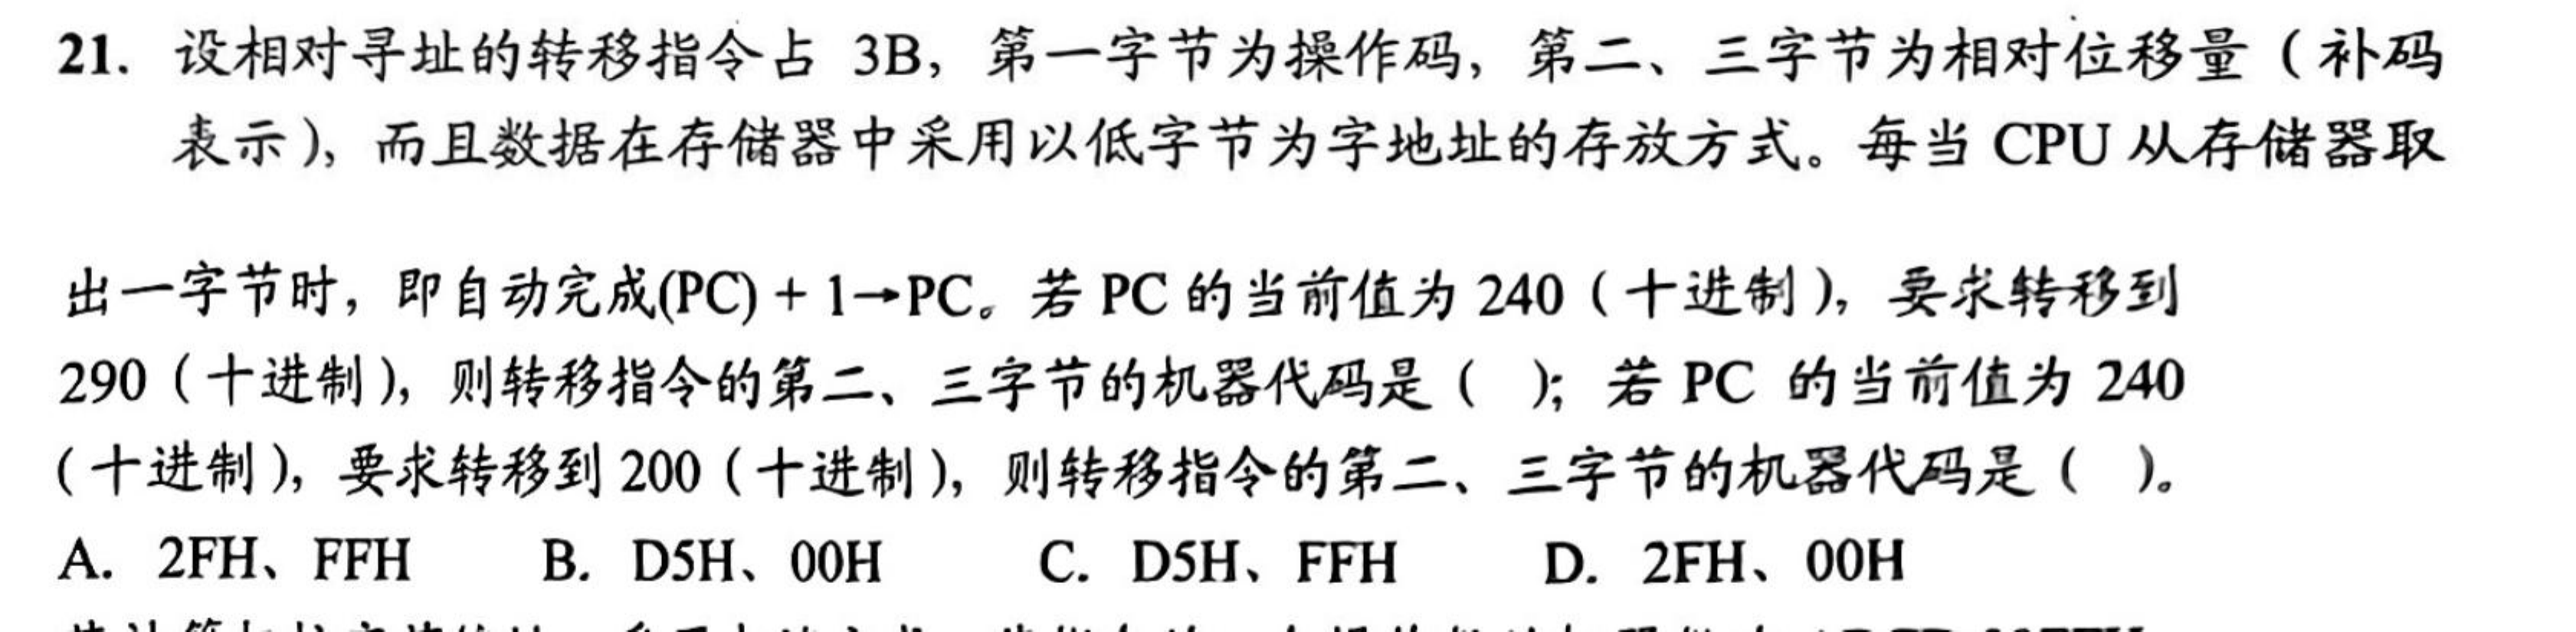 21. 设相对寻址的转移指令占 3B，第一字节为操作码，第二、三字节为相对位移量（补码
表示），而且数据在存储器中采用以低字节为字地址的存放方式。每当 CPU 从存储器取
出一字节时，即自动完成(PC) + 1→PC。若 PC 的当前值为 240（十进制），要求转移到
290（十进制），则转移指令的第二、三字节的机器代码是（ ）；若 PC 的当前值为 240
（十进制），要求转移到 200（十进制），则转移指令的第二、三字节的机器代码是（ ）。
A. 2FH、FFH B. D5H、00H C. D5H、FFH D. 2FH、00H